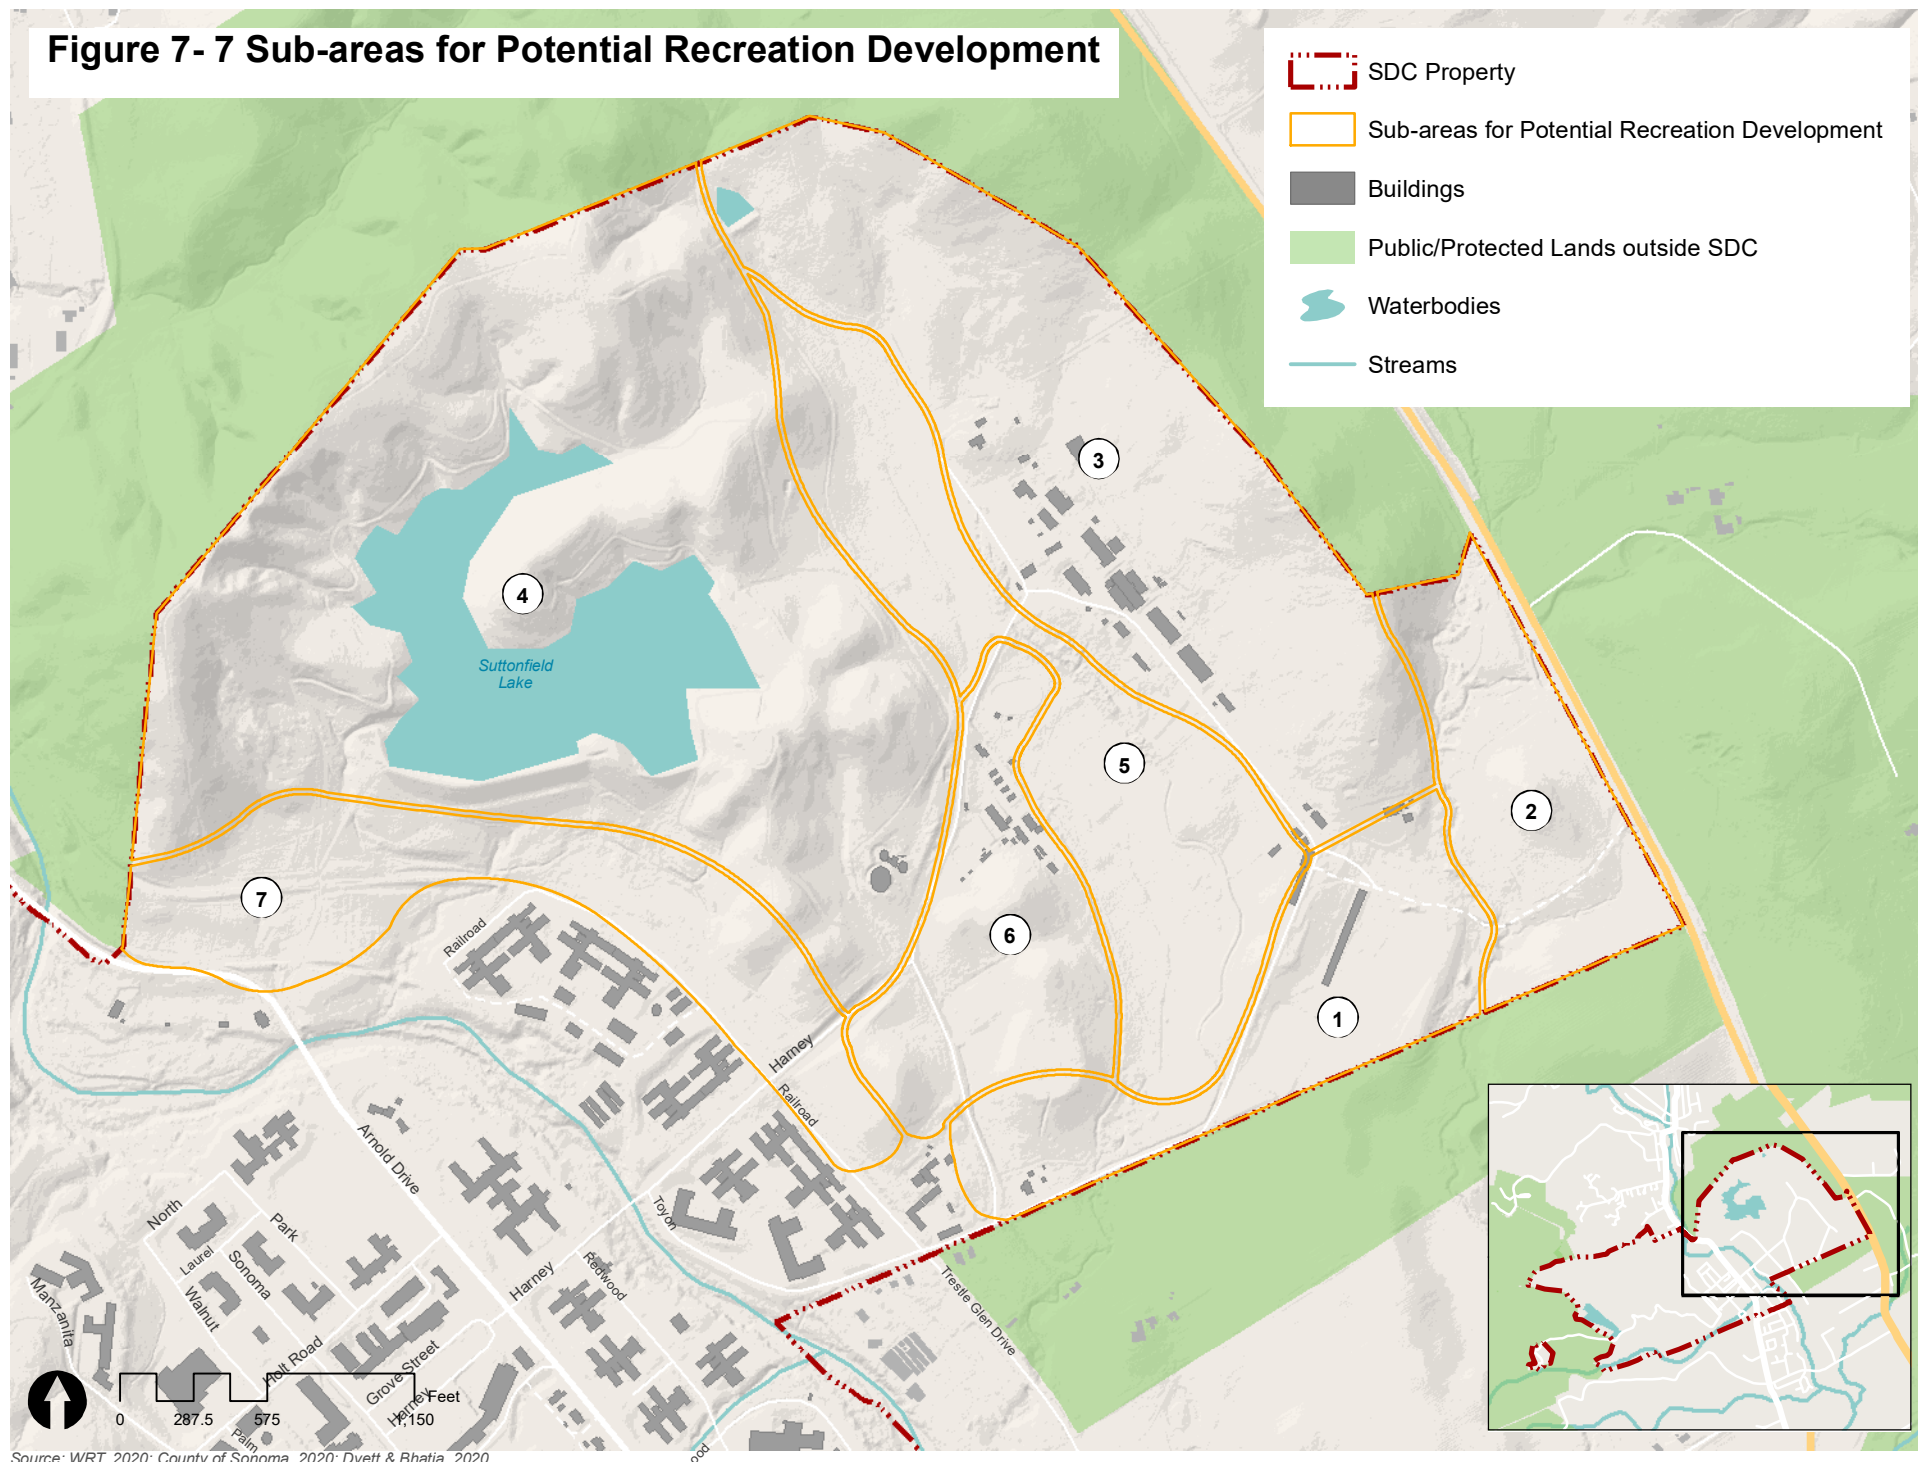 Figure 7- 7 Sub-areas for Potential Recreation Development
SDC Property
Sub-areas for Potential Recreation Development
Buildings
Public/Protected Lands outside SDC
Waterbodies
Streams
3
4
Suttonfield
Lake
5
2
7
6
1
Railroad
Harney
Railroad
Arnold Drive
North
Park
Toyon
Laurel
Sonoma
Walnut
Harney
Redwood
Manzanita
Trestle Glen Drive
Holt Road
Grove Street
Harney
Palm
Feet
0 287.5 575 1,150
Source: WRT, 2020; County of Sonoma, 2020; Dyett & Bhatia, 2020